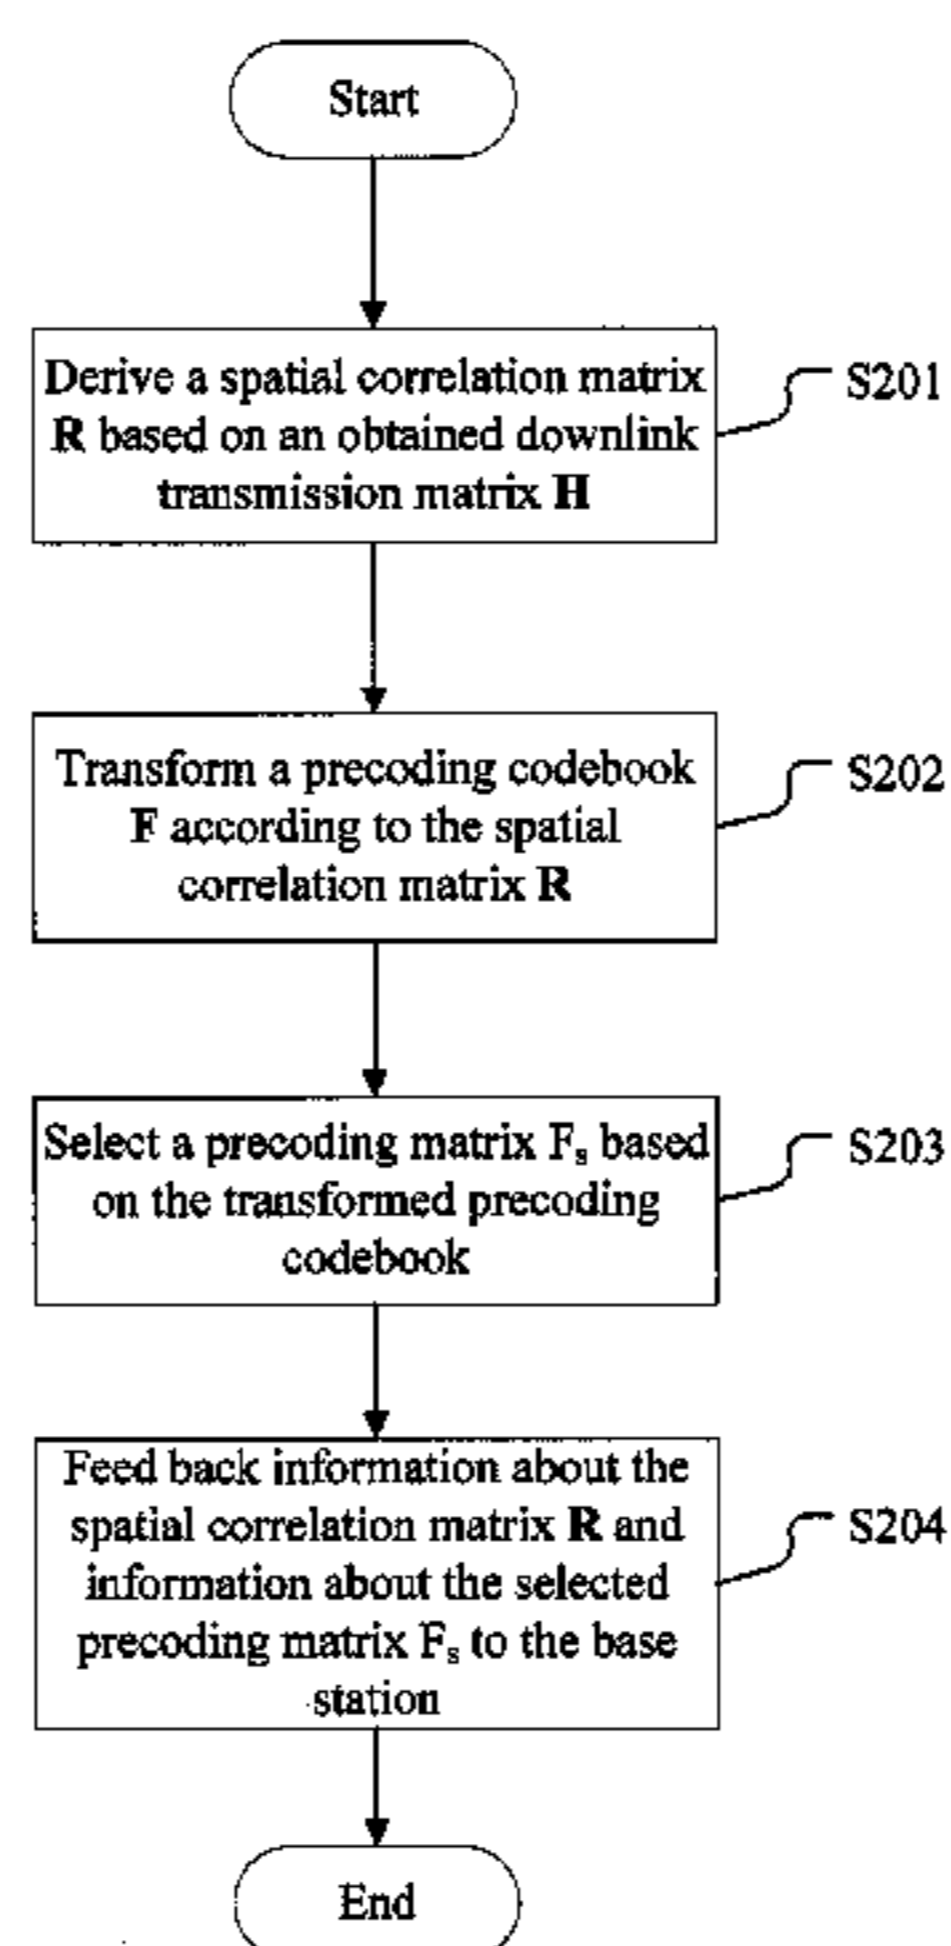 Start
Derive a spatial correlation matrix
R based on an obtained downlink
transmission matrix H
S201
Transform a precoding codebook
F according to the spatial
correlation matrix R
S202
Select a precoding matrix Fs based
on the transformed precoding
codebook
S203
Feed back information about the
spatial correlation matrix R and
information about the selected
precoding matrix Fs to the base
station
S204
End